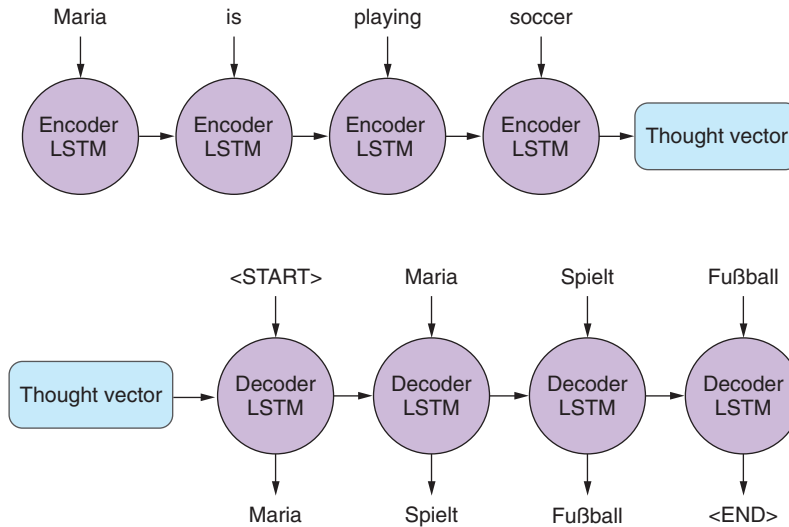 Maria is playing soccer
Encoder Encoder Encoder Encoder
LSTM LSTM LSTM LSTM
Thought vector
<START> Maria Spielt Fußball
Thought vector
Decoder Decoder Decoder Decoder
LSTM LSTM LSTM LSTM
Maria Spielt Fußball <END>